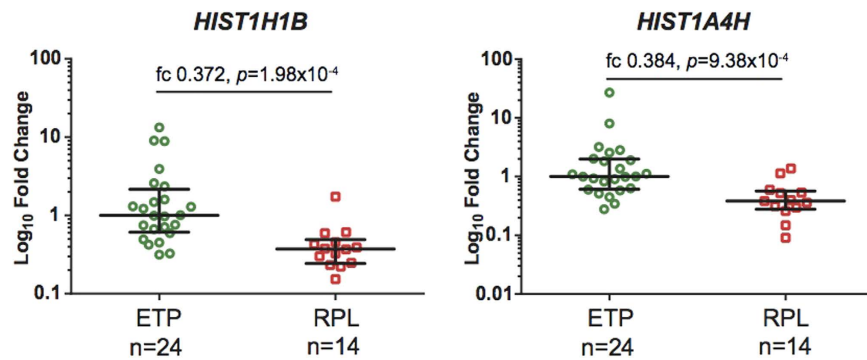 HIST1H1B
fc 0.372, p=1.98x10-4
Log10 Fold Change
100
10
1
0.1
ETP
n=24
RPL
n=14
HIST1A4H
fc 0.384, p=9.38x10-4
Log10 Fold Change
100
10
1
0.1
0.01
ETP
n=24
RPL
n=14